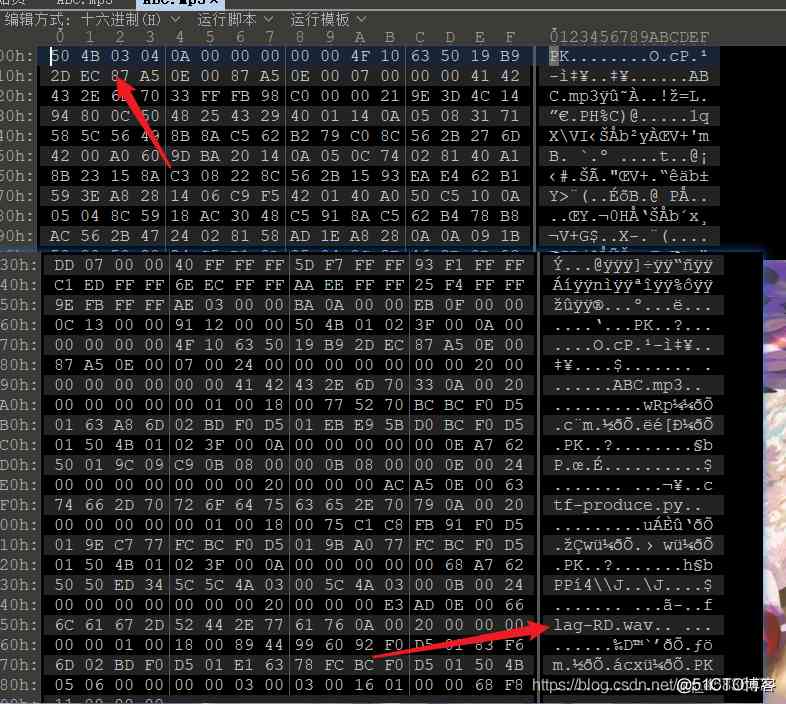 ABC.mp3 ABC.mp3*
编辑方式: 十六进制(H) 运行脚本 运行模板
0 1 2 3 4 5 6 7 8 9 A B C D E F 0123456789ABCDEF
00h: 50 4B 03 04 0A 00 00 00 00 00 4F 10 63 50 19 B9 PK........O.cP.¹
10h: 2D EC 87 A5 0E 00 87 A5 0E 00 07 00 00 00 41 42 -ì‡¥..‡¥......AB
20h: 43 2E 6D 70 33 FF FB 98 C0 00 00 21 9E 3D 4C 14 C.mp3ÿû˜À..!ž=L.
30h: 94 80 0C 50 48 25 43 29 40 01 14 0A 05 08 31 71 ”€.PH%C)@.....1q
40h: 58 5C 56 49 8B 8A C5 62 B2 79 C0 8C 56 2B 27 6D X\VI‹ŠÅb²yÀŒV+'m
50h: 42 00 A0 60 9D BA 20 14 0A 05 0C 74 02 81 40 A1 B. `.º ....t..@¡
60h: 8B 23 15 8A C3 08 22 8C 56 2B 15 93 EA E4 62 B1 ‹#.ŠÃ."ŒV+.“êäb±
70h: 59 3E A8 28 14 06 C9 F5 42 01 40 A0 50 C5 10 0A Y>¨(..ÉõB.@ PÅ..
80h: 05 04 8C 59 18 AC 30 48 C5 91 8A C5 62 B4 78 B8 ..ŒY.¬0HÅ‘ŠÅb´x¸
90h: AC 56 2B 47 24 02 81 58 AD 1E A8 28 0A 0A 09 1B ¬V+G$..X-.¨(....
30h: DD 07 00 00 40 FF FF FF 5D F7 FF FF 93 F1 FF FF Ý...@ÿÿÿ]÷ÿÿ“ñÿÿ
40h: C1 ED FF FF 6E EC FF FF AA EE FF FF 25 F4 FF FF Áíÿÿnìÿÿªîÿÿ%ôÿÿ
50h: 9E FB FF FF AE 03 00 00 BA 0A 00 00 EB 0F 00 00 žûÿÿ®...º...ë...
60h: 0C 13 00 00 91 12 00 00 50 4B 01 02 3F 00 0A 00 ....‘...PK..?...
70h: 00 00 00 00 4F 10 63 50 19 B9 2D EC 87 A5 0E 00 ....O.cP.¹-ì‡¥..
80h: 87 A5 0E 00 07 00 24 00 00 00 00 00 00 00 20 00 ‡¥....$....... .
90h: 00 00 00 00 00 00 41 42 43 2E 6D 70 33 0A 00 20 ......ABC.mp3..
A0h: 00 00 00 00 00 01 00 18 00 77 52 70 BC BC F0 D5 .........wRp¼¼ðÕ
B0h: 01 63 A8 6D 02 BD F0 D5 01 EB E9 5B D0 BC F0 D5 .c¨m.½ðÕ.ëé[Ð¼ðÕ
C0h: 01 50 4B 01 02 3F 00 0A 00 00 00 00 00 0E A7 62 .PK..?........§b
D0h: 50 01 9C 09 C9 0B 08 00 00 0B 08 00 00 0E 00 24 P.œ.É..........$
E0h: 00 00 00 00 00 00 00 20 00 00 00 AC A5 0E 00 63 ....... ...¬¥..c
F0h: 74 66 2D 70 72 6F 64 75 63 65 2E 70 79 0A 00 20 tf-produce.py..
00h: 00 00 00 00 00 01 00 18 00 75 C1 C8 FB 91 F0 D5 .........uÁÈû‘ðÕ
10h: 01 9E C7 77 FC BC F0 D5 01 9B A0 77 FC BC F0 D5 .žÇwü¼ðÕ.› wü¼ðÕ
20h: 01 50 4B 01 02 3F 00 0A 00 00 00 00 00 68 A7 62 .PK..?.......h§b
30h: 50 50 ED 34 5C 5C 4A 03 00 5C 4A 03 00 0B 00 24 PPí4\\J..\J....$
40h: 00 00 00 00 00 00 00 20 00 00 00 E3 AD 0E 00 66 ....... ...ã-..f
50h: 6C 61 67 2D 52 44 2E 77 61 76 0A 00 20 00 00 00 lag-RD.wav.. ...
60h: 00 00 01 00 18 00 89 44 99 60 92 F0 D5 01 83 F6 ......‰D™`’ðÕ.ƒö
70h: 6D 02 BD F0 D5 01 E1 63 78 FC BC F0 D5 01 50 4B m.½ðÕ.ácxü¼ðÕ.PK
80h: 05 06 00 00 00 00 03 00 03 00 16 01 00 00 68 F8
https://blog.csdn.net/
@51CTO博客